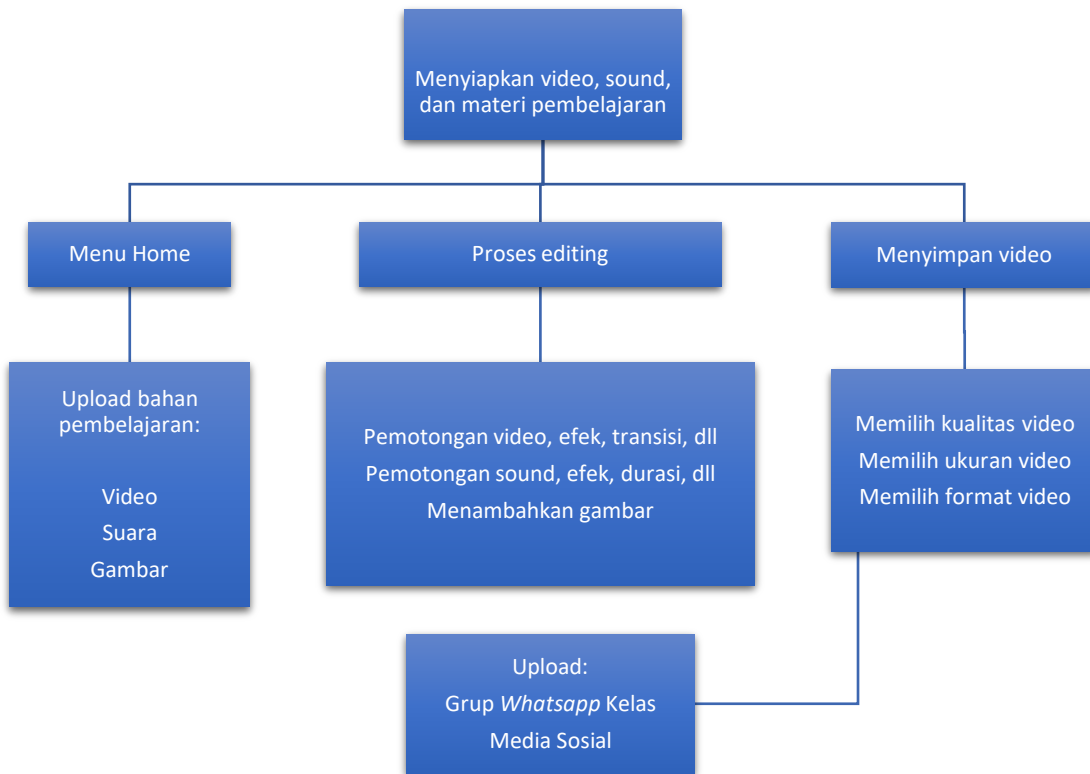 Menyiapkan video, sound,
dan materi pembelajaran
Menu Home
Proses editing
Menyimpan video
Upload bahan
pembelajaran:
Video
Suara
Gambar
Pemotongan video, efek, transisi, dll
Pemotongan sound, efek, durasi, dll
Menambahkan gambar
Memilih kualitas video
Memilih ukuran video
Memilih format video
Upload:
Grup Whatsapp Kelas
Media Sosial